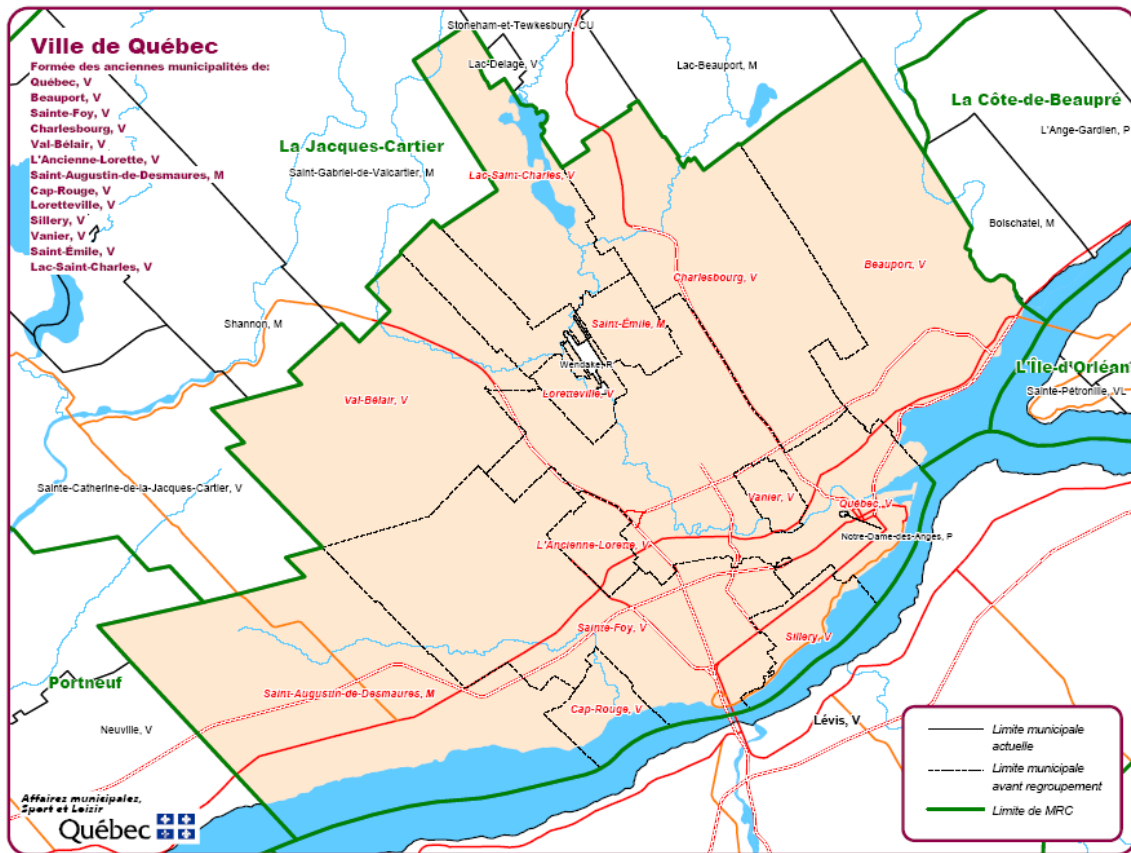 Ville de Québec
Formée des anciennes municipalités de:
Québec, V
Beauport, V
Sainte-Foy, V
Charlesbourg, V
Val-Bélair, V
L'Ancienne-Lorette, V
Saint-Augustin-de-Desmaures, M
Cap-Rouge, V
Loretteville, V
Sillery, V
Vanier, V
Saint-Émile, V
Lac-Saint-Charles, V
Stoneham-et-Tewkesbury, CU
Lac-Delage, V
Lac-Beauport, M
La Côte-de-Beaupré
L'Ange-Gardien, P
La Jacques-Cartier
Saint-Gabriel-de-Valcartier, M
Lac-Saint-Charles, V
Boischatel, M
Beauport, V
Charlesbourg, V
Shannon, M
Saint-Émile, M
Wendake, R
L'Île-d'Orléan
Sainte-Pétronille, VL
Val-Bélair, V
Loretteville, V
Sainte-Catherine-de-la-Jacques-Cartier, V
Vanier, V
Québec, V
Notre-Dame-des-Anges, P
L'Ancienne-Lorette, V
Sainte-Foy, V
Sillery, V
Portneuf
Saint-Augustin-de-Desmaures, M
Cap-Rouge, V
Neuville, V
Lévis, V
Limite municipale
actuelle
Limite municipale
avant regroupement
Limite de MRC
Affaires municipales,
Sport et Loisir
Québec